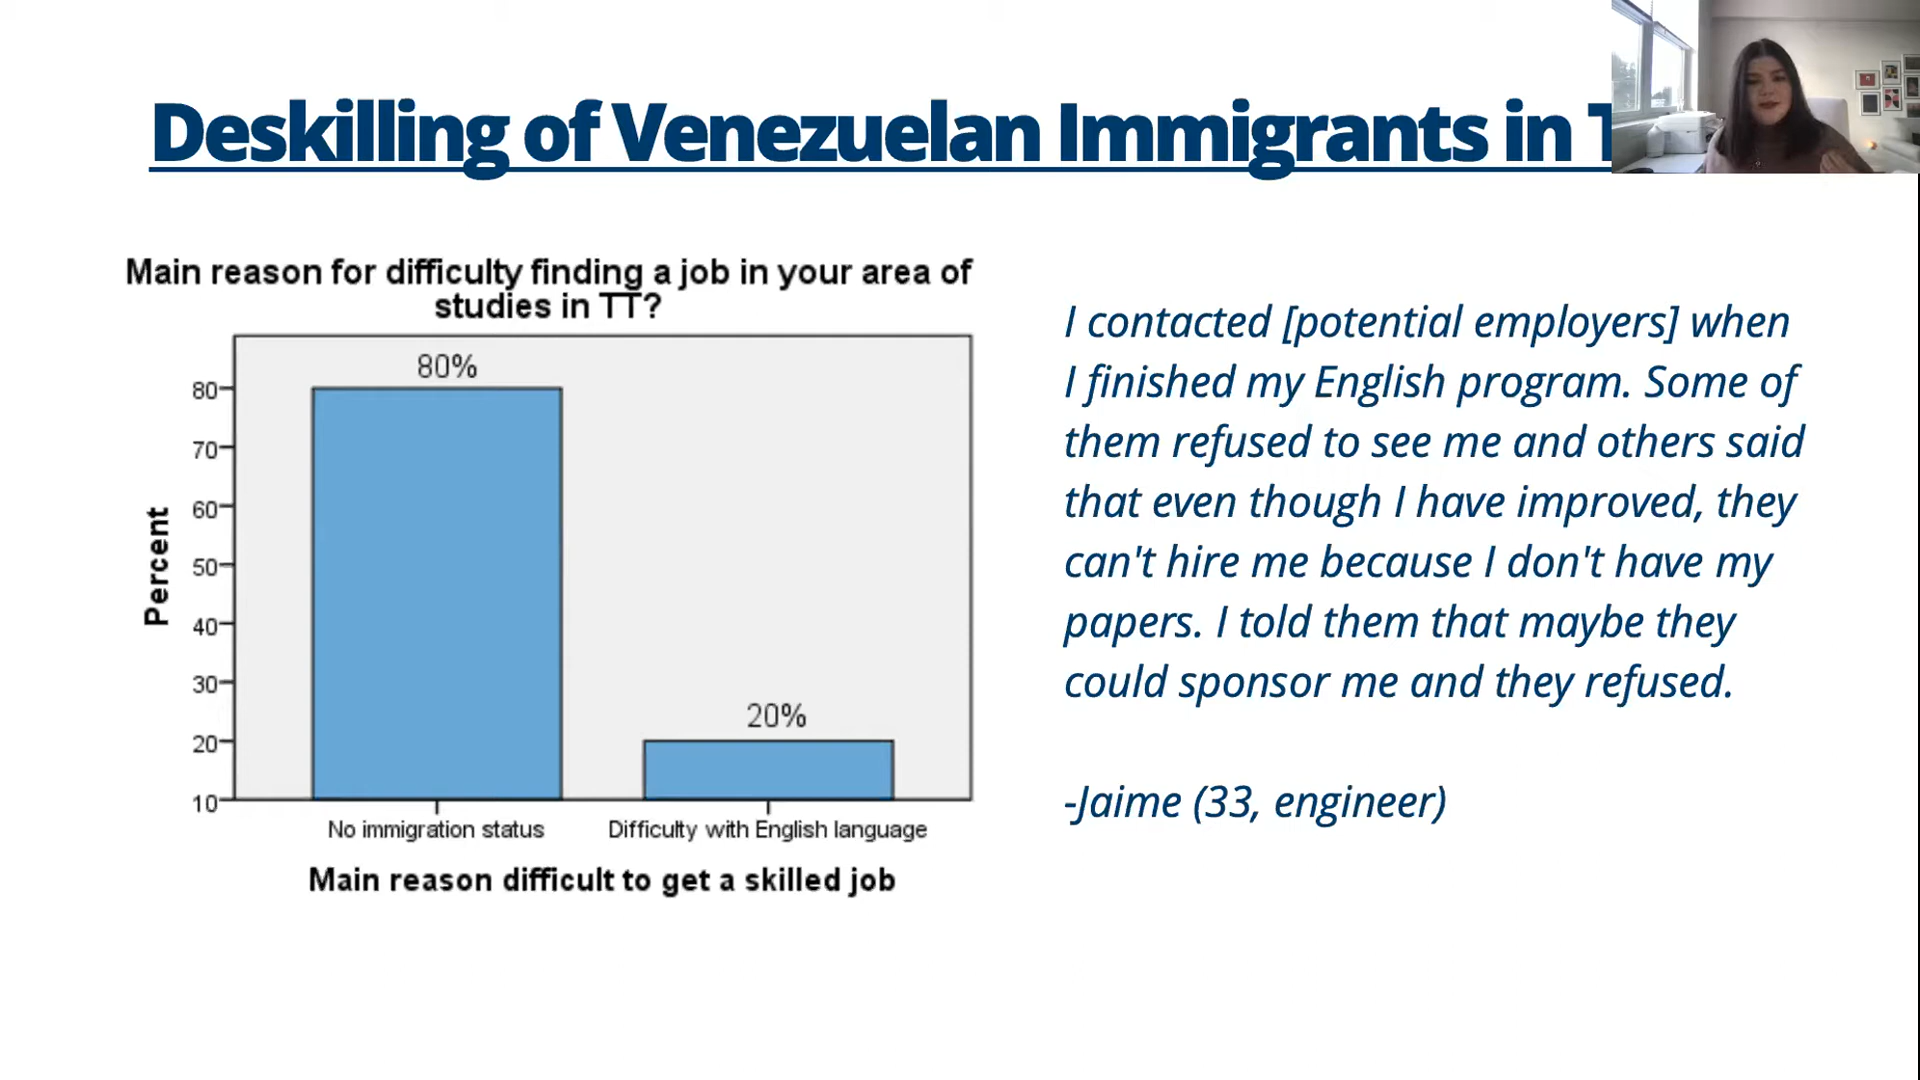 Deskilling of Venezuelan Immigrants in T
Main reason for difficulty finding a job in your area of
studies in TT?
80%
20%
80
70
60
50
40
30
20
10
Percent
No immigration status
Difficulty with English language
Main reason difficult to get a skilled job
I contacted [potential employers] when
I finished my English program. Some of
them refused to see me and others said
that even though I have improved, they
can't hire me because I don't have my
papers. I told them that maybe they
could sponsor me and they refused.
-Jaime (33, engineer)